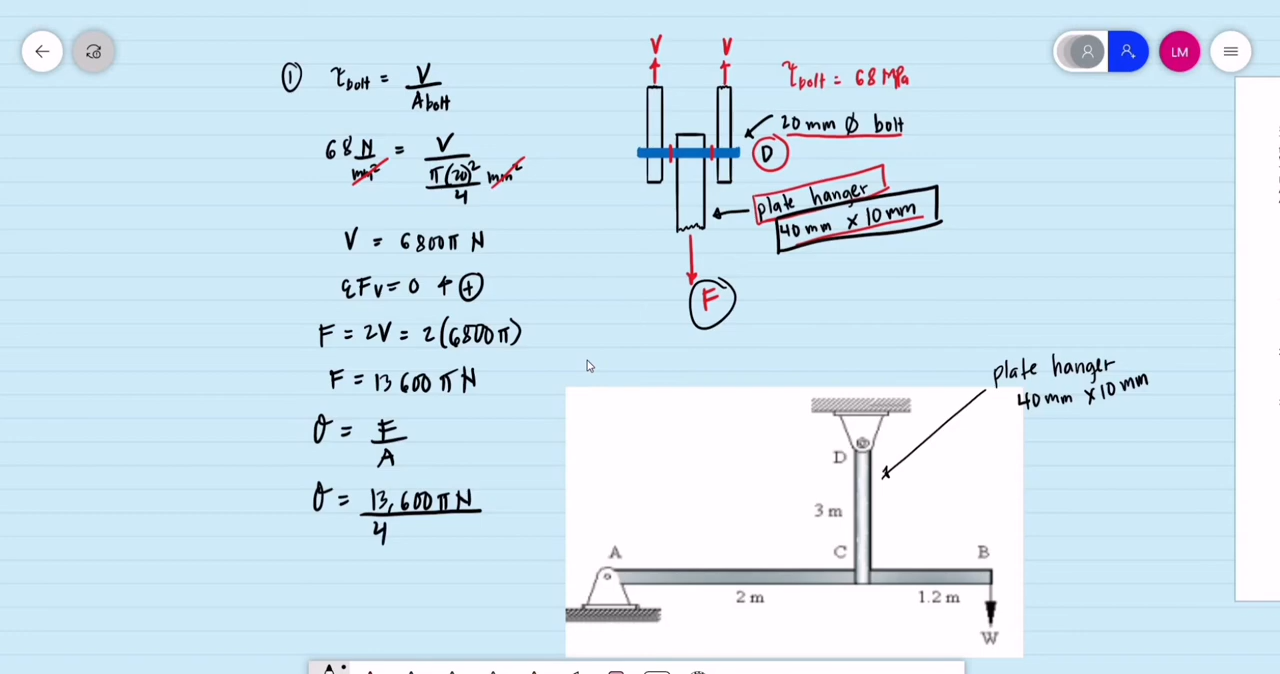 ① τbolt = V / Abolt
68 N/mm² = V / (π(20)²/4 mm²)
V = 6800π N
ΣFv = 0 ↑ ⊕
F = 2V = 2(6800π)
F = 13 600 π N
σ = F / A
σ = 13,600 π N / 4
V V
τbolt = 68 MPa
20 mm Ø bolt
D
plate hanger
40 mm x 10 mm
F
plate hanger
40 mm x 10 mm
D
3 m
A
C
B
2 m
1.2 m
W
LM